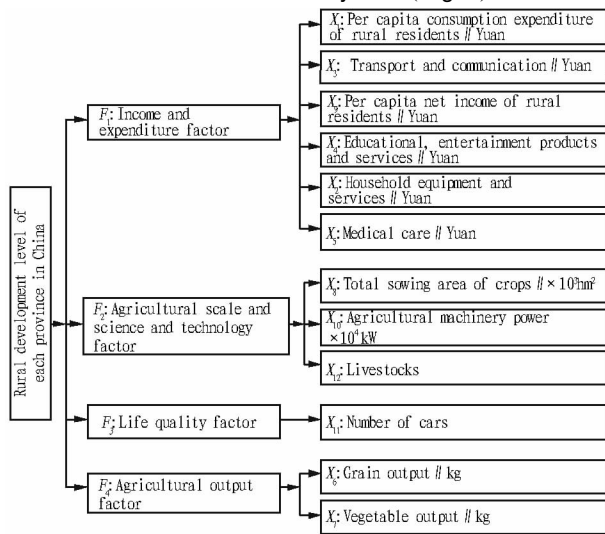 Rural development level of
each province in China
F₁: Income and
expenditure factor
F₂: Agricultural scale and
science and technology
factor
F₃: Life quality factor
F₄: Agricultural output
factor
X₁: Per capita consumption expenditure
of rural residents // Yuan
X₃: Transport and communication // Yuan
X₉: Per capita net income of rural
residents // Yuan
X₄: Educational, entertainment products
and services // Yuan
X₂: Household equipment and
services // Yuan
X₅: Medical care // Yuan
X₈: Total sowing area of crops // × 10³hm²
X₁₀: Agricultural machinery power
×10⁴kW
X₁₂: Livestocks
X₁₁: Number of cars
X₆: Grain output // kg
X₇: Vegetable output // kg